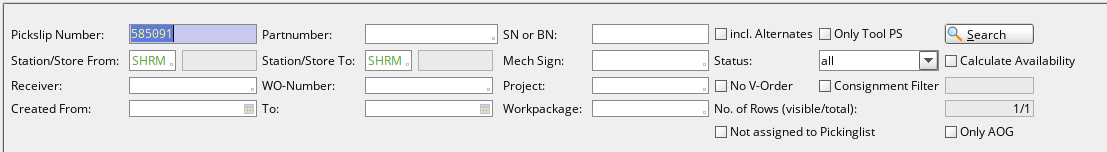 Pickslip Number: 585091 Partnumber: SN or BN: incl. Alternates Only Tool PS Search
Station/Store From: SHRM Station/Store To: SHRM Mech Sign: Status: all Calculate Availability
Receiver: WO-Number: Project: No V-Order Consignment Filter
Created From: To: Workpackage: No. of Rows (visible/total): 1/1
Not assigned to Pickinglist Only AOG